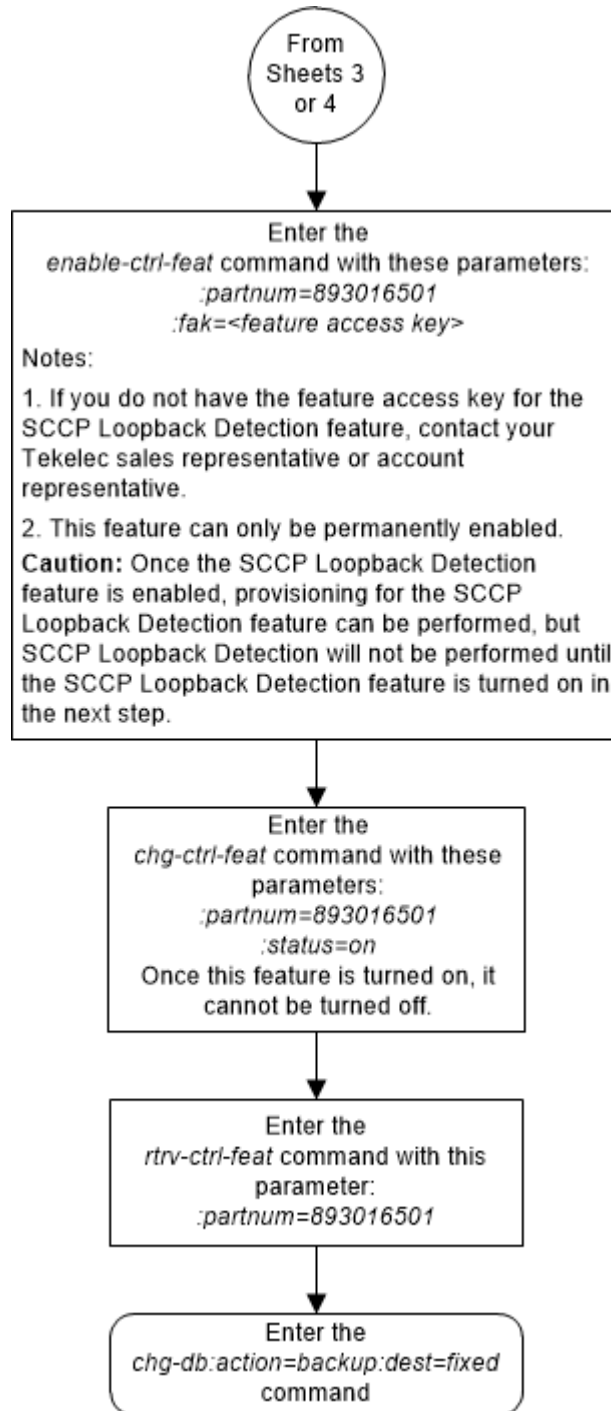 From
Sheets 3
or 4
Enter the
enable-ctrl-feat command with these parameters:
:partnum=893016501
:fak=<feature access key>
Notes:
1. If you do not have the feature access key for the
SCCP Loopback Detection feature, contact your
Tekelec sales representative or account
representative.
2. This feature can only be permanently enabled.
Caution: Once the SCCP Loopback Detection
feature is enabled, provisioning for the SCCP
Loopback Detection feature can be performed, but
SCCP Loopback Detection will not be performed until
the SCCP Loopback Detection feature is turned on in
the next step.
Enter the
chg-ctrl-feat command with these
parameters:
:partnum=893016501
:status=on
Once this feature is turned on, it
cannot be turned off.
Enter the
rtrv-ctrl-feat command with this
parameter:
:partnum=893016501
Enter the
chg-db:action=backup:dest=fixed
command